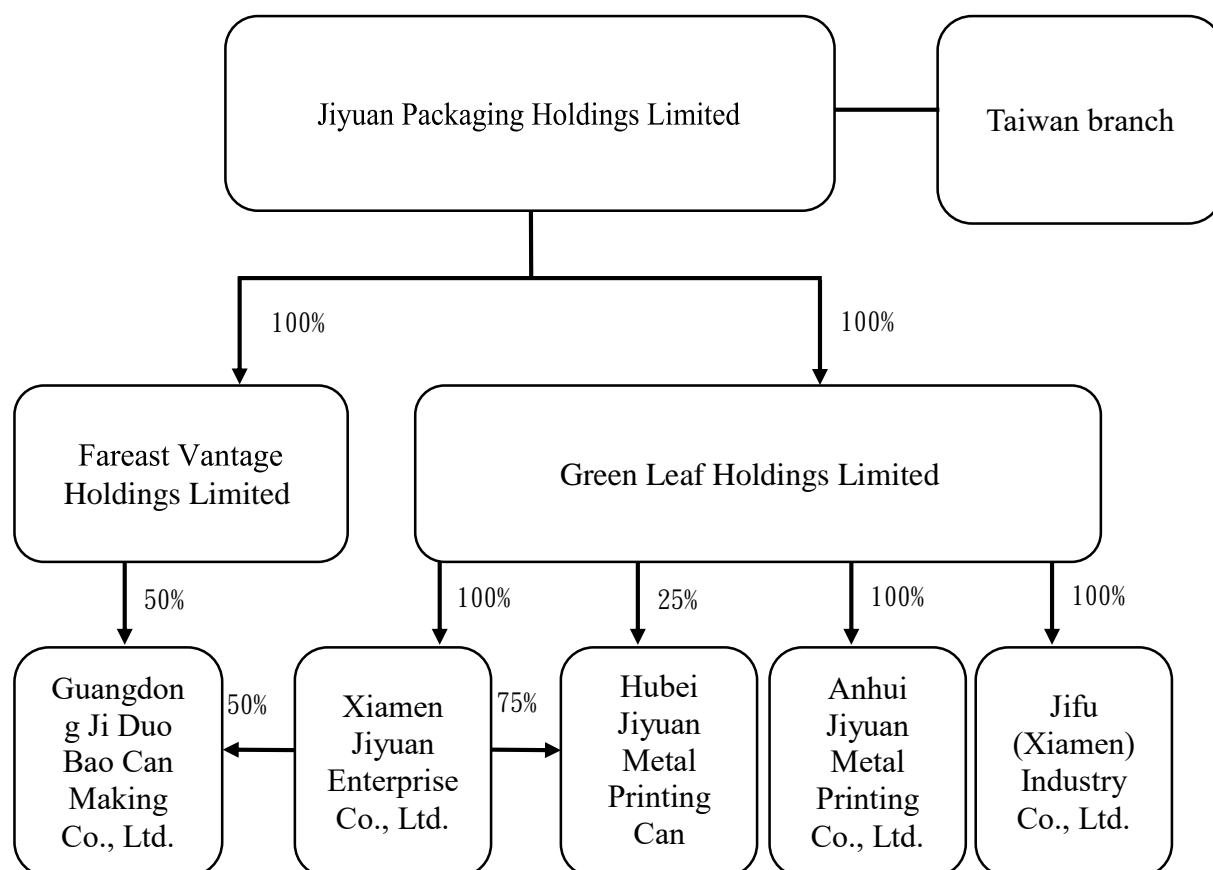 Jiyuan Packaging Holdings Limited
Taiwan branch
100%
100%
Fareast Vantage
Holdings Limited
Green Leaf Holdings Limited
50%
100%
25%
100%
100%
Guangdon
g Ji Duo
Bao Can
Making
Co., Ltd.
50%
Xiamen
Jiyuan
Enterprise
Co., Ltd.
75%
Hubei
Jiyuan
Metal
Printing
Can
Anhui
Jiyuan
Metal
Printing
Co., Ltd.
Jifu
(Xiamen)
Industry
Co., Ltd.